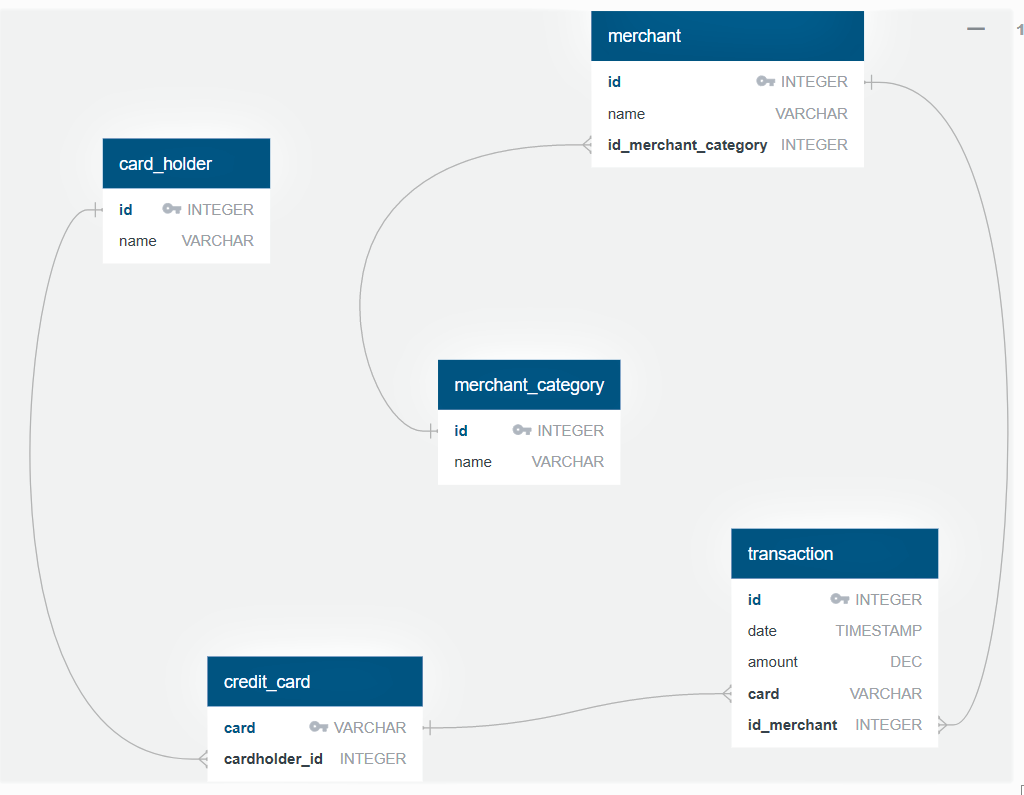 merchant
id INTEGER
name VARCHAR
id_merchant_category INTEGER
card_holder
id INTEGER
name VARCHAR
merchant_category
id INTEGER
name VARCHAR
transaction
id INTEGER
date TIMESTAMP
amount DEC
card VARCHAR
id_merchant INTEGER
credit_card
card VARCHAR
cardholder_id INTEGER